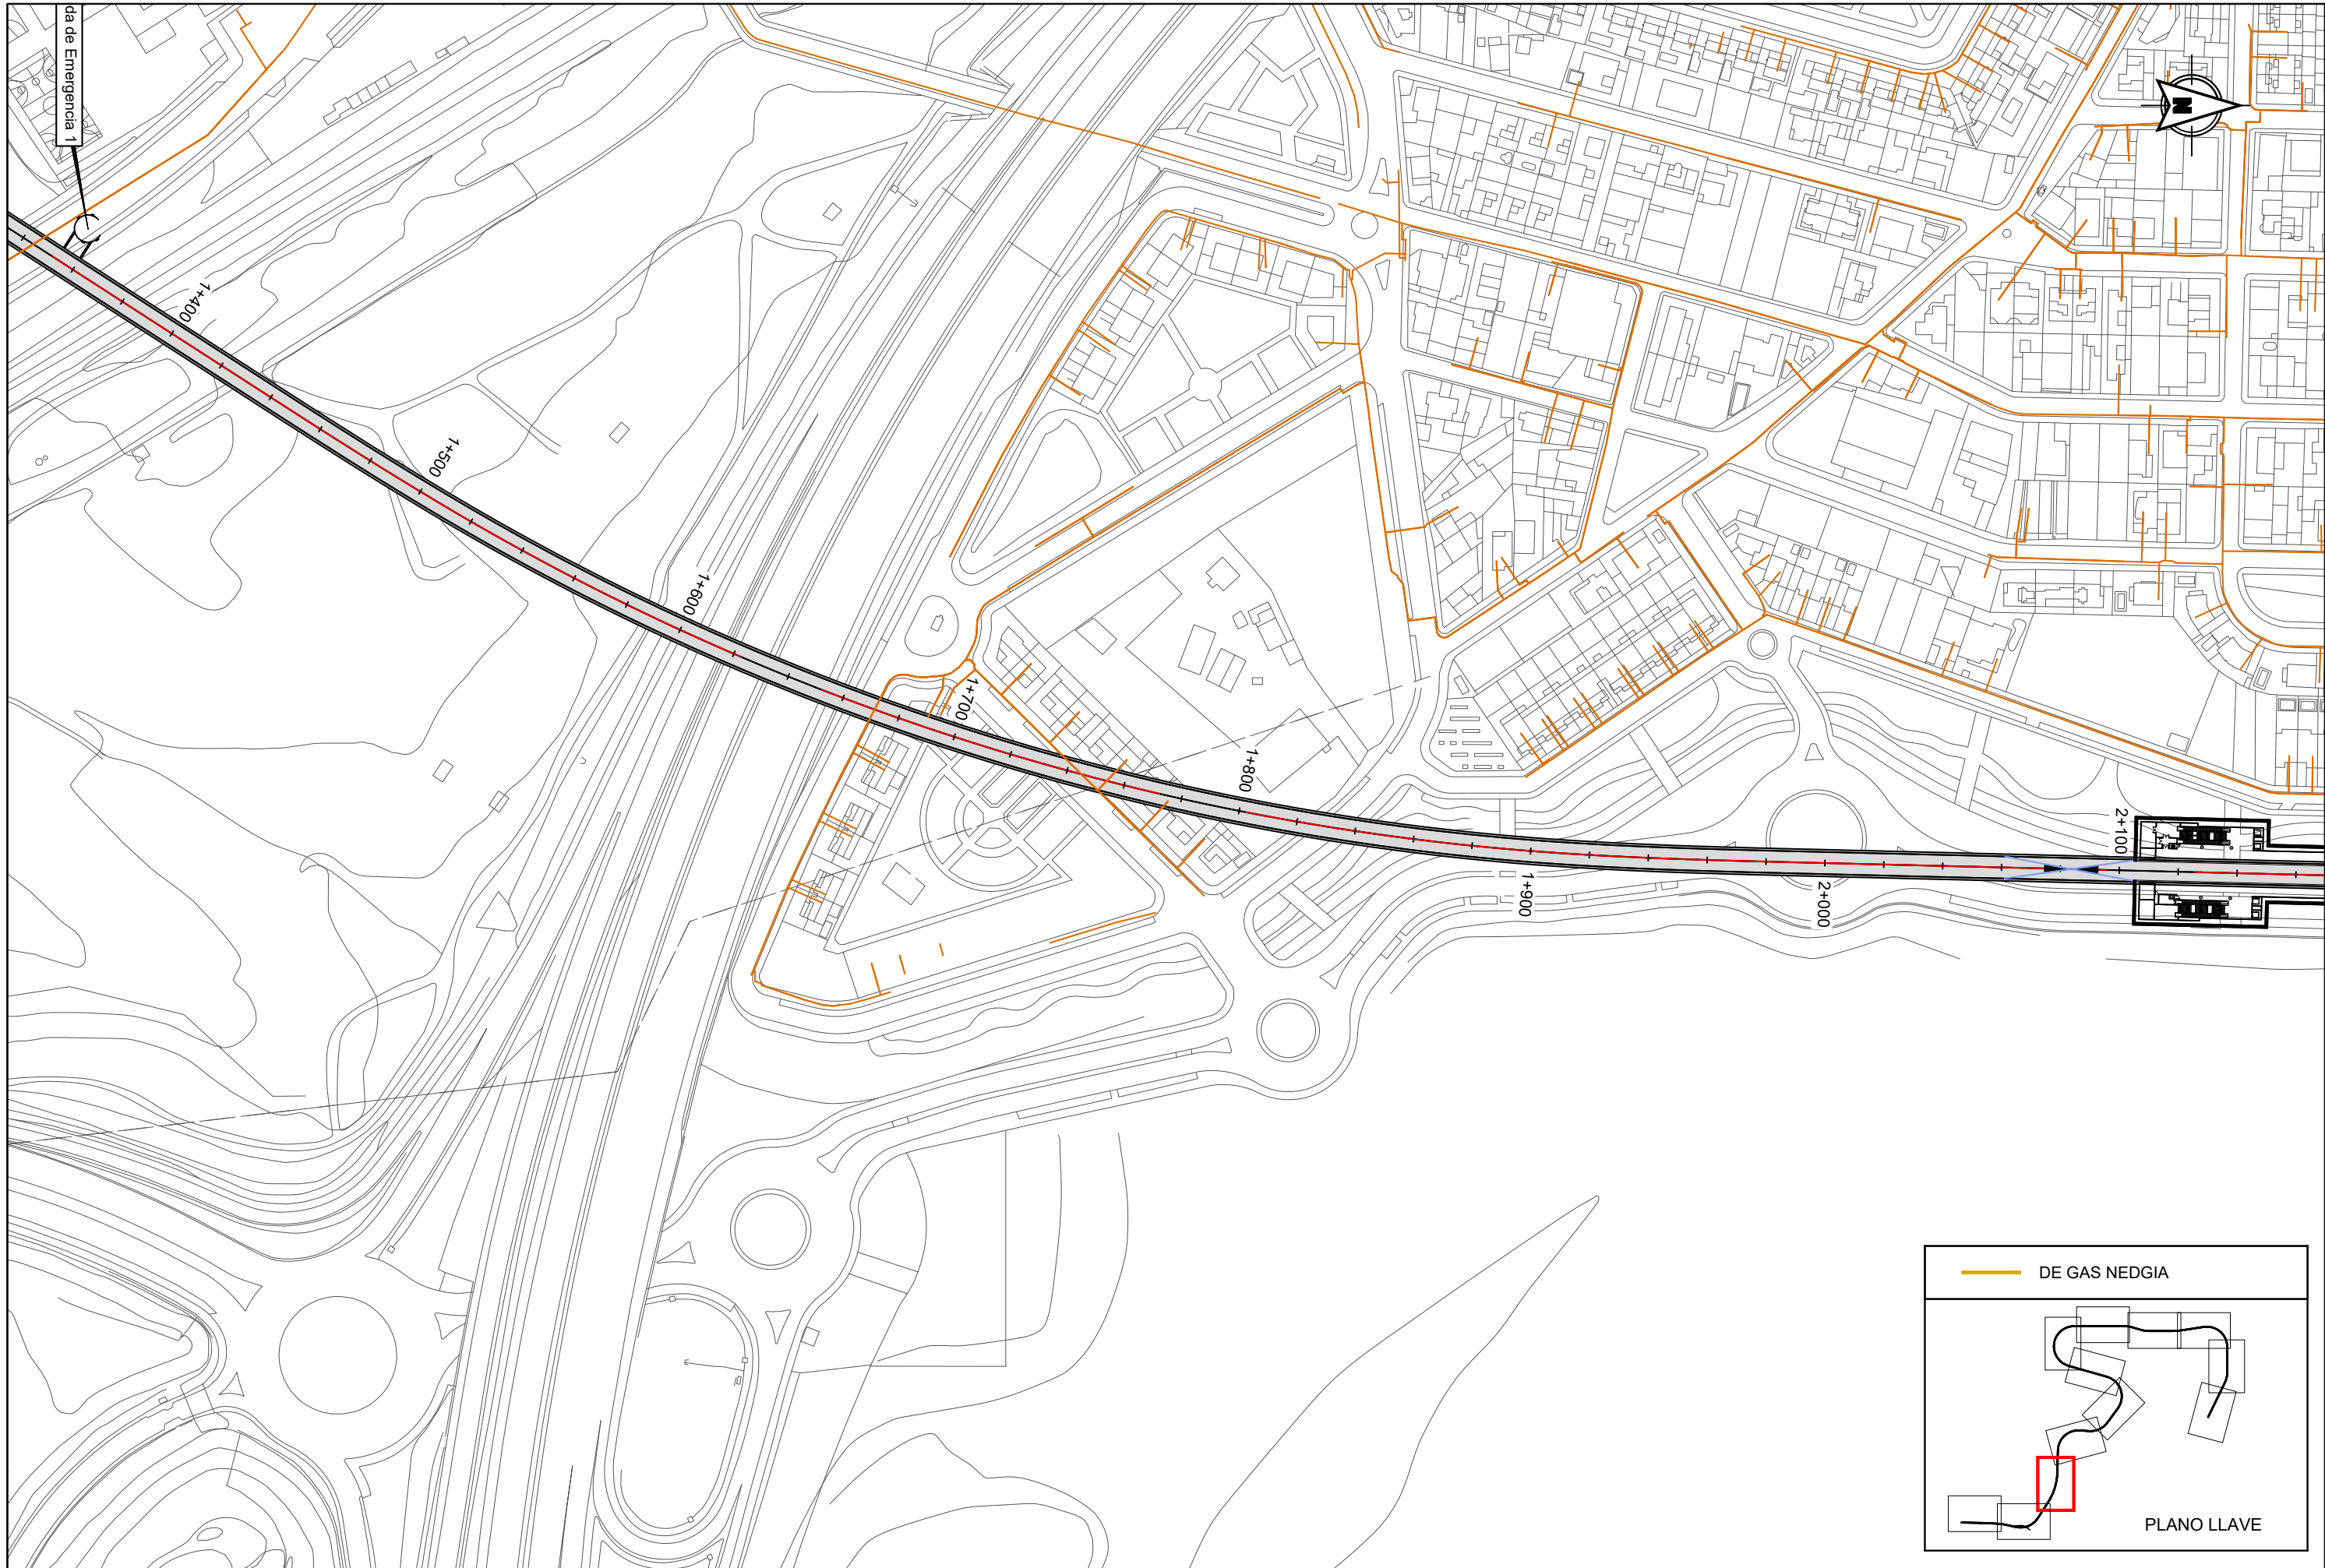 da de Emergencia 1
N
1+400
1+500
1+600
1+700
1+800
1+900
2+000
2+100
DE GAS NEDGIA
PLANO LLAVE